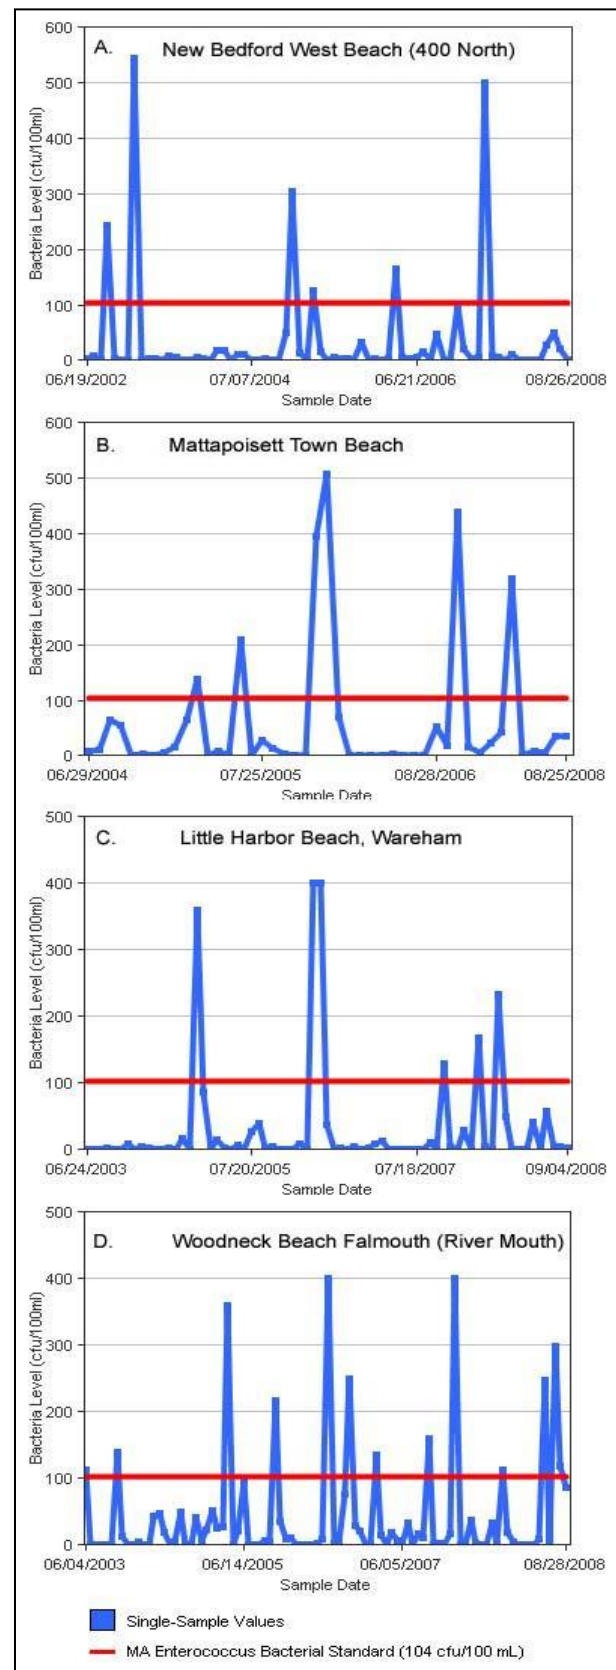 A. New Bedford West Beach (400 North)
600
500
400
300
200
100
0
Bacteria Level (cfu/100ml)
06/19/2002 07/07/2004 06/21/2006 08/26/2008
Sample Date
B. Mattapoisett Town Beach
600
500
400
300
200
100
0
Bacteria Level (cfu/100ml)
06/29/2004 07/25/2005 08/28/2006 08/25/2008
Sample Date
C. Little Harbor Beach, Wareham
500
400
300
200
100
0
Bacteria Level (cfu/100ml)
06/24/2003 07/20/2005 07/18/2007 09/04/2008
Sample Date
D. Woodneck Beach Falmouth (River Mouth)
500
400
300
200
100
0
Bacteria Level (cfu/100ml)
06/04/2003 06/14/2005 06/05/2007 08/28/2008
Sample Date
Single-Sample Values
MA Enterococcus Bacterial Standard (104 cfu/100 mL)